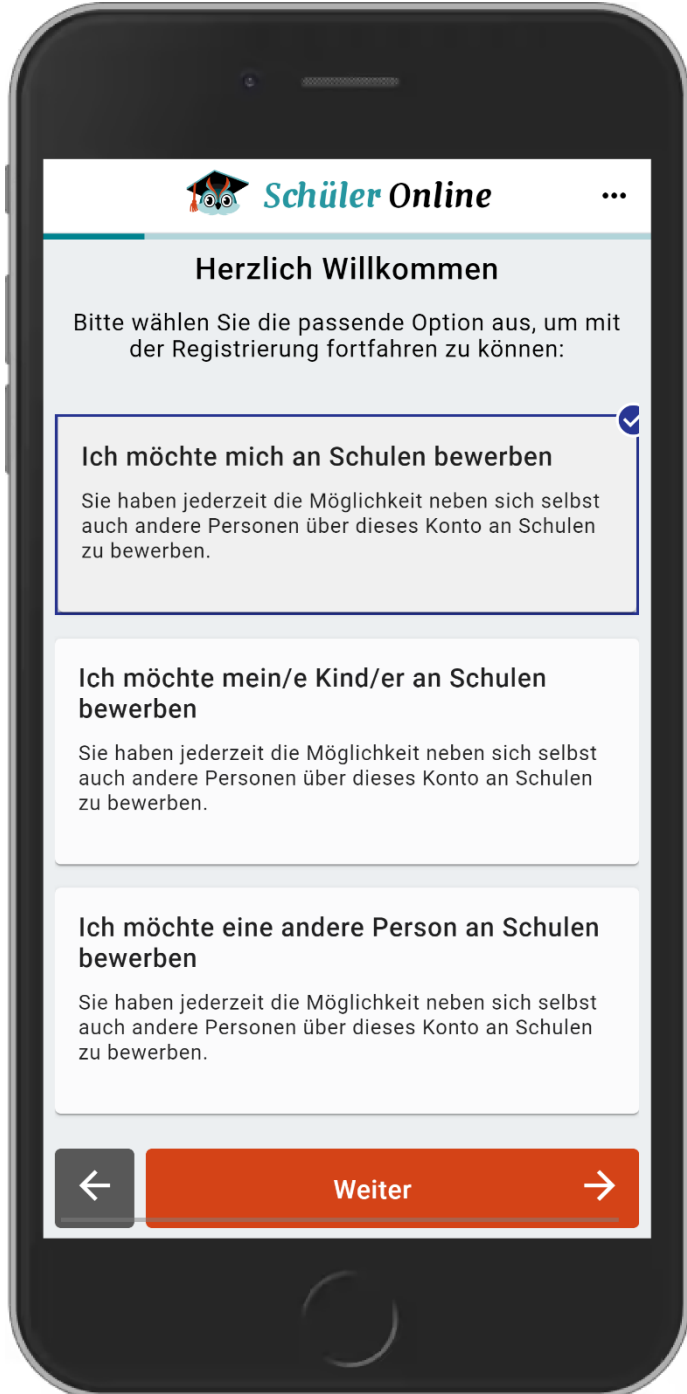 Schüler Online
Herzlich Willkommen
Bitte wählen Sie die passende Option aus, um mit
der Registrierung fortfahren zu können:
Ich möchte mich an Schulen bewerben
Sie haben jederzeit die Möglichkeit neben sich selbst
auch andere Personen über dieses Konto an Schulen
zu bewerben.
Ich möchte mein/e Kind/er an Schulen
bewerben
Sie haben jederzeit die Möglichkeit neben sich selbst
auch andere Personen über dieses Konto an Schulen
zu bewerben.
Ich möchte eine andere Person an Schulen
bewerben
Sie haben jederzeit die Möglichkeit neben sich selbst
auch andere Personen über dieses Konto an Schulen
zu bewerben.
Weiter